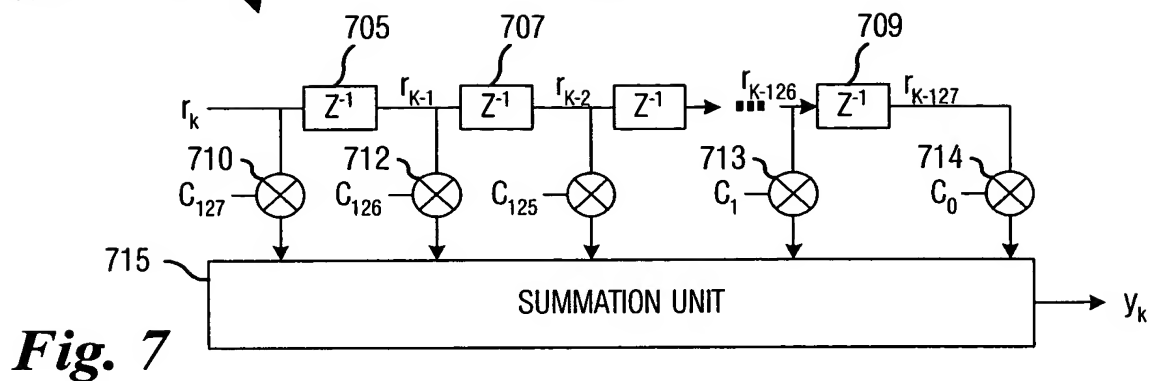 705
707
709
r_k
Z^-1
r_K-1
Z^-1
r_K-2
Z^-1
r_K-126
Z^-1
r_K-127
710
712
713
714
C_127
C_126
C_125
C_1
C_0
715
SUMMATION UNIT
y_k
Fig. 7